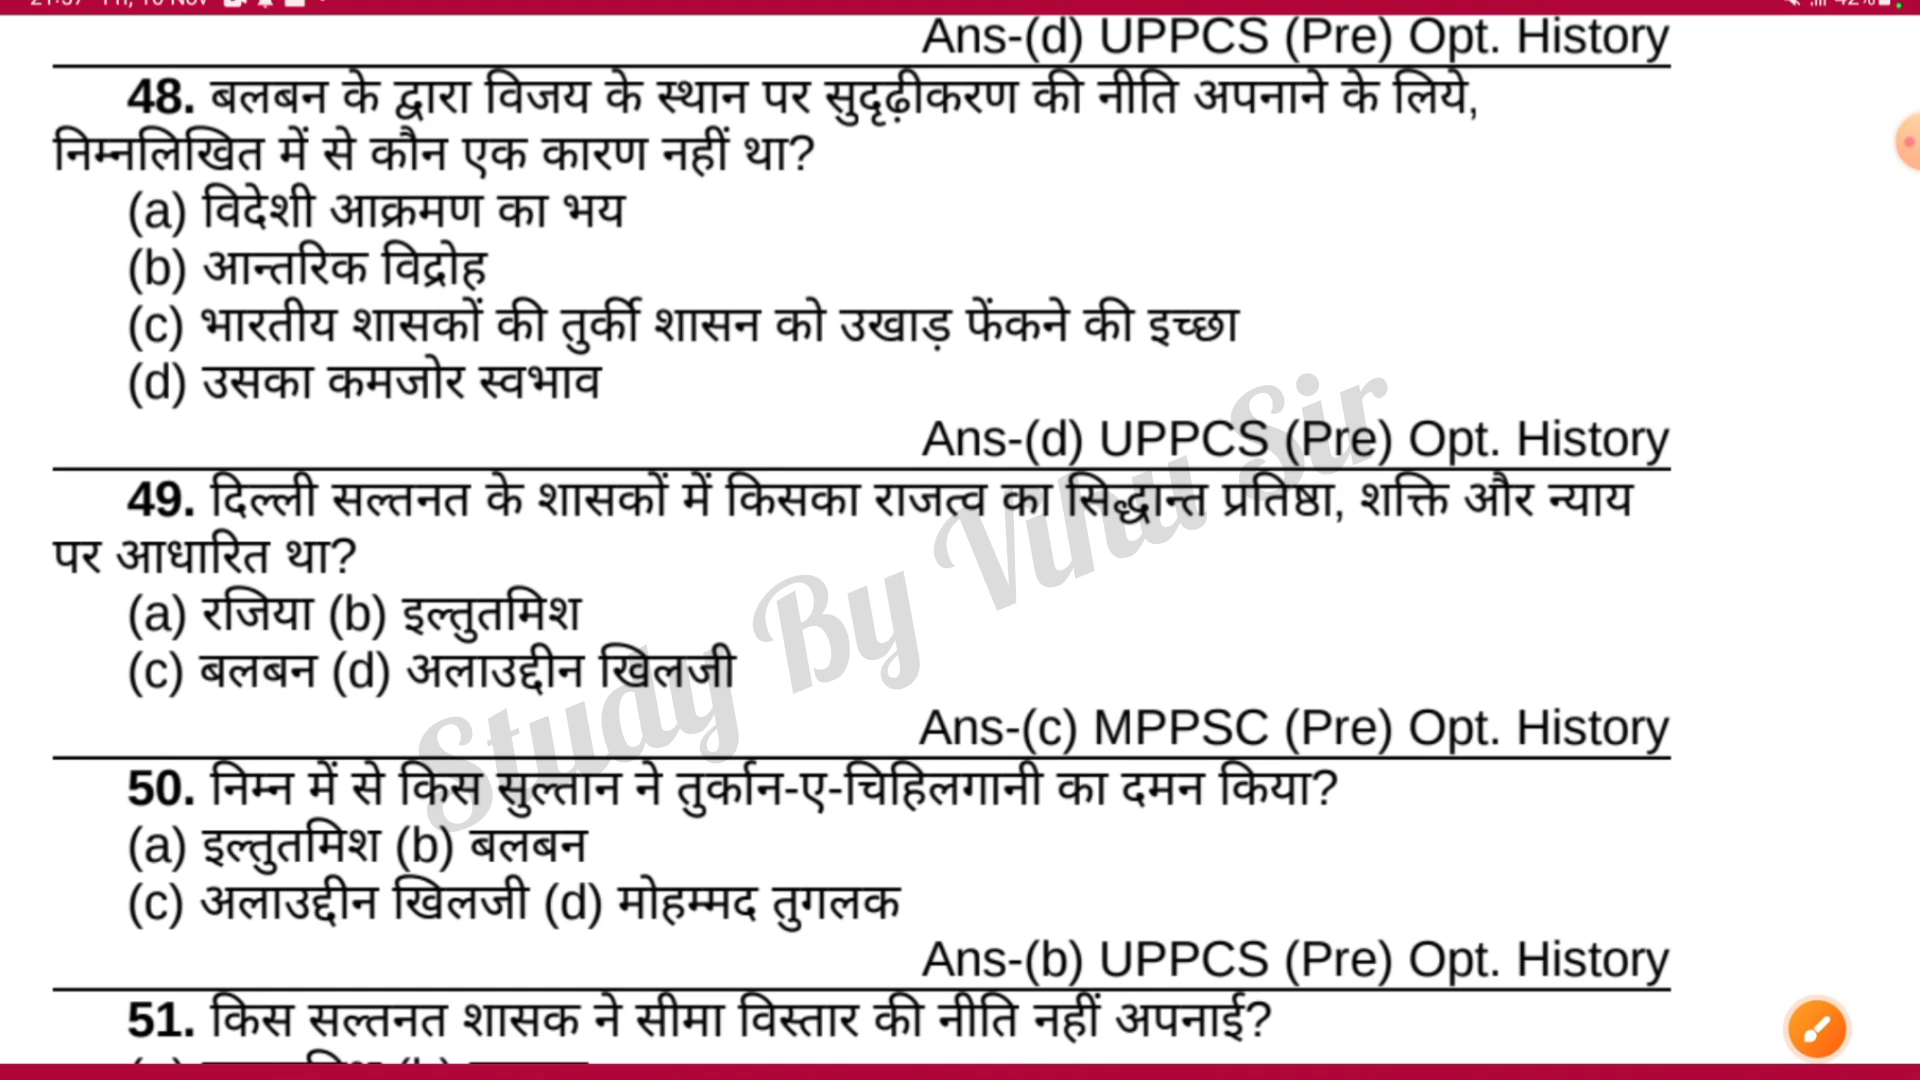 Ans-(d) UPPCS (Pre) Opt. History
48. बलबन के द्वारा विजय के स्थान पर सुदृढ़ीकरण की नीति अपनाने के लिये,
निम्नलिखित में से कौन एक कारण नहीं था?
(a) विदेशी आक्रमण का भय
(b) आन्तरिक विद्रोह
(c) भारतीय शासकों की तुर्की शासन को उखाड़ फेंकने की इच्छा
(d) उसका कमजोर स्वभाव
Ans-(d) UPPCS (Pre) Opt. History
49. दिल्ली सल्तनत के शासकों में किसका राजत्व का सिद्धान्त प्रतिष्ठा, शक्ति और न्याय
पर आधारित था?
(a) रजिया (b) इल्तुतमिश
(c) बलबन (d) अलाउद्दीन खिलजी
Ans-(c) MPPSC (Pre) Opt. History
50. निम्न में से किस सुल्तान ने तुर्कान-ए-चिहिलगानी का दमन किया?
(a) इल्तुतमिश (b) बलबन
(c) अलाउद्दीन खिलजी (d) मोहम्मद तुगलक
Ans-(b) UPPCS (Pre) Opt. History
51. किस सल्तनत शासक ने सीमा विस्तार की नीति नहीं अपनाई?
Study By Vihu Sir